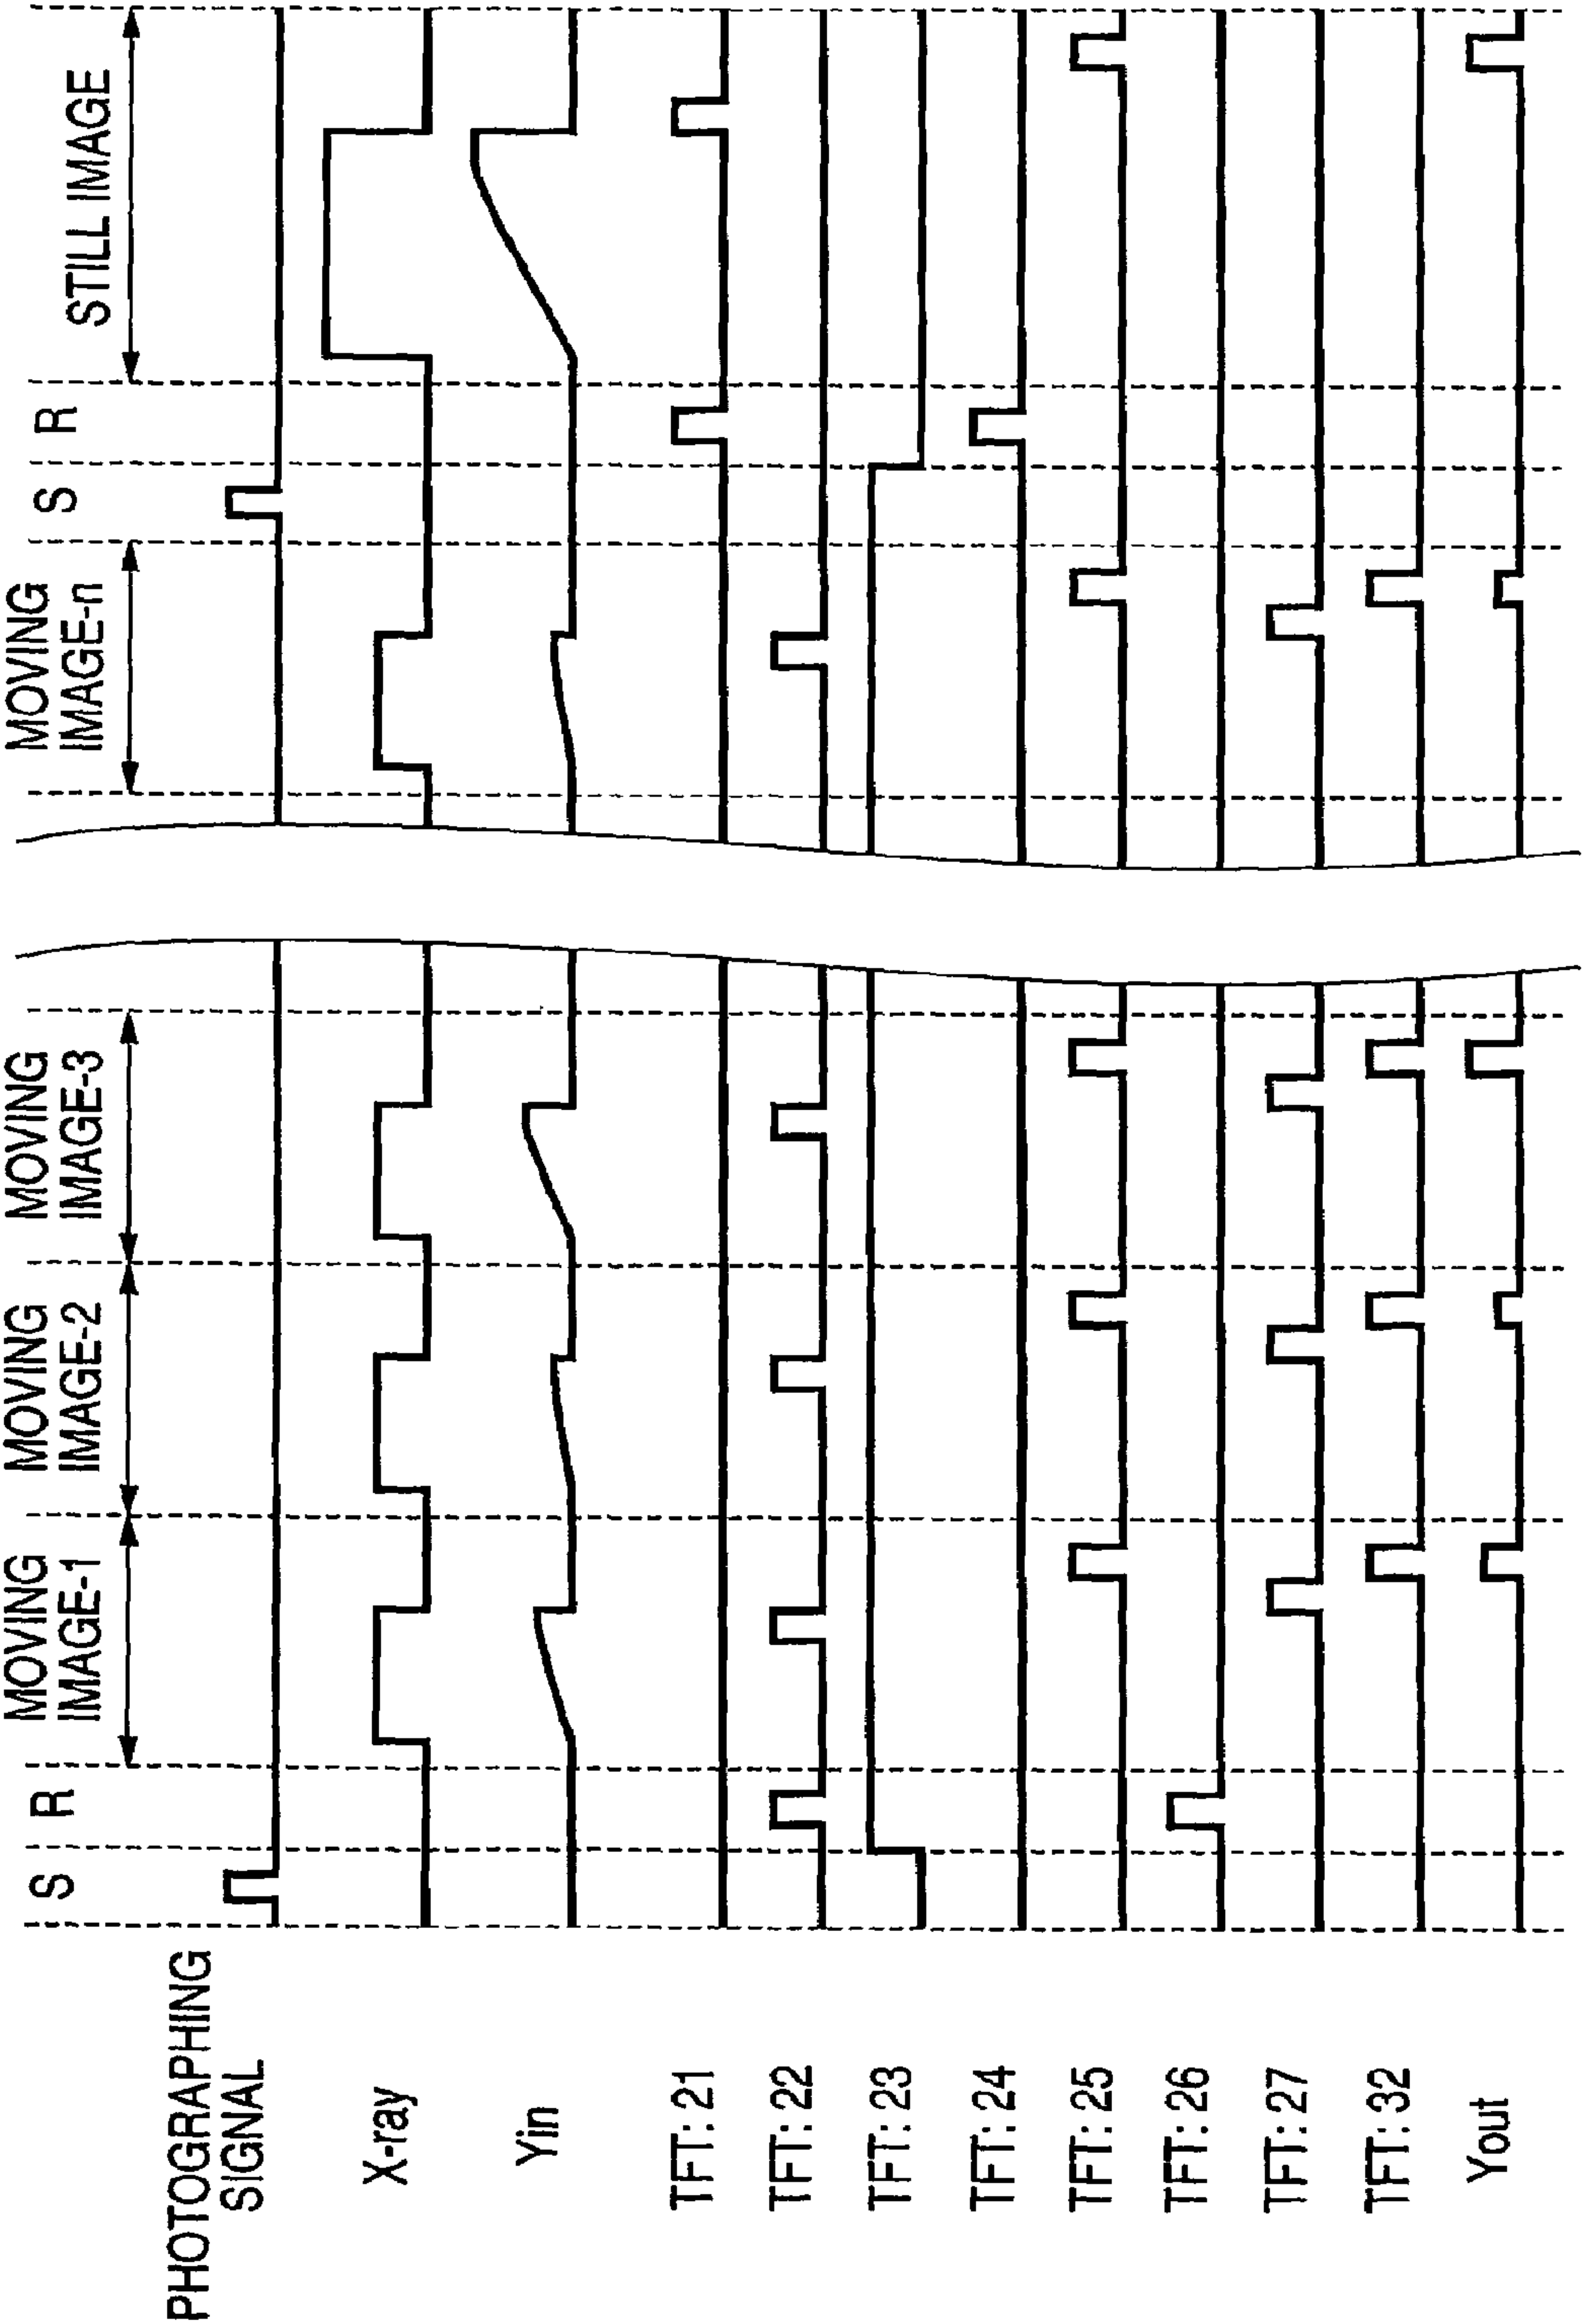 S
R
MOVING
IMAGE-1
MOVING
IMAGE-2
MOVING
IMAGE-3
MOVING
IMAGE-n
S
R
STILL IMAGE
PHOTOGRAPHING
SIGNAL
X-ray
Yin
TFT: 21
TFT: 22
TFT: 23
TFT: 24
TFT: 25
TFT: 26
TFT: 27
TFT: 32
Yout